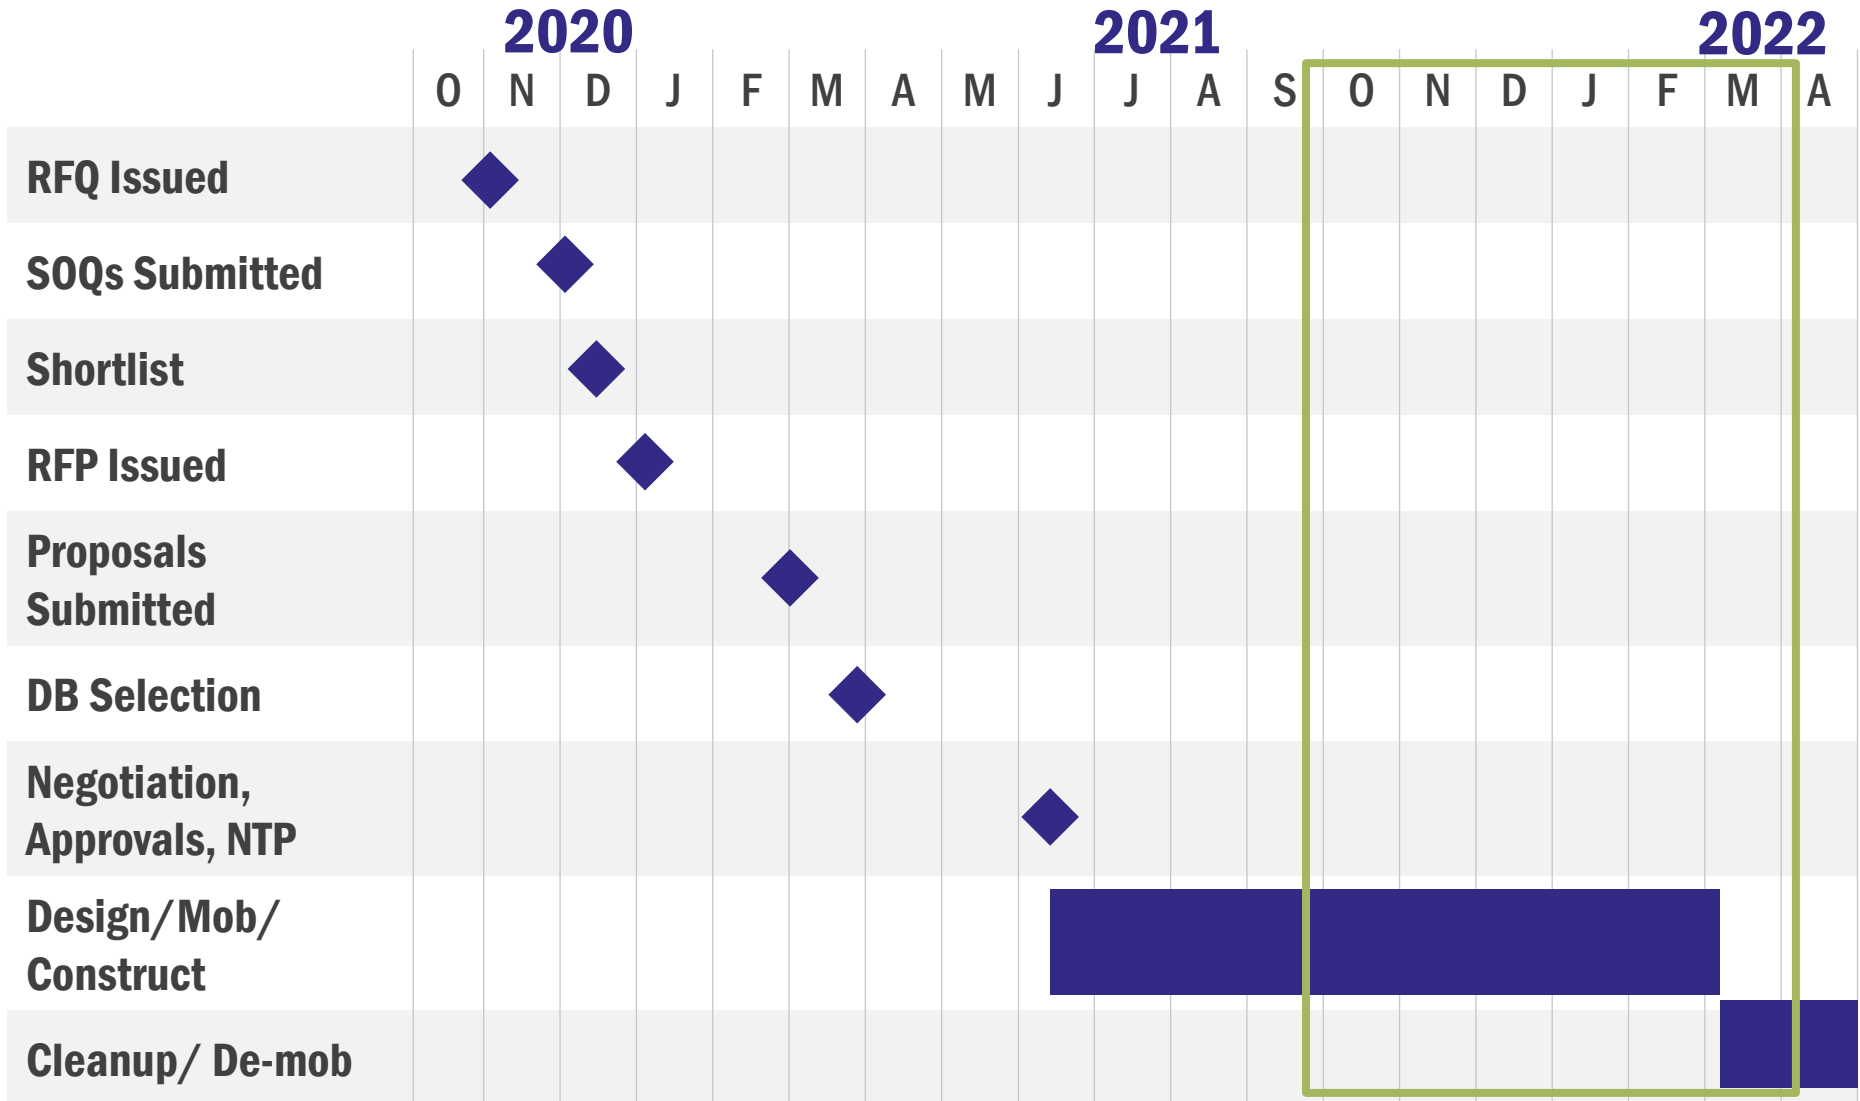 2020 2021 2022
O N D J F M A M J J A S O N D J F M A
RFQ Issued
SOQs Submitted
Shortlist
RFP Issued
Proposals
Submitted
DB Selection
Negotiation,
Approvals, NTP
Design/Mob/
Construct
Cleanup/ De-mob